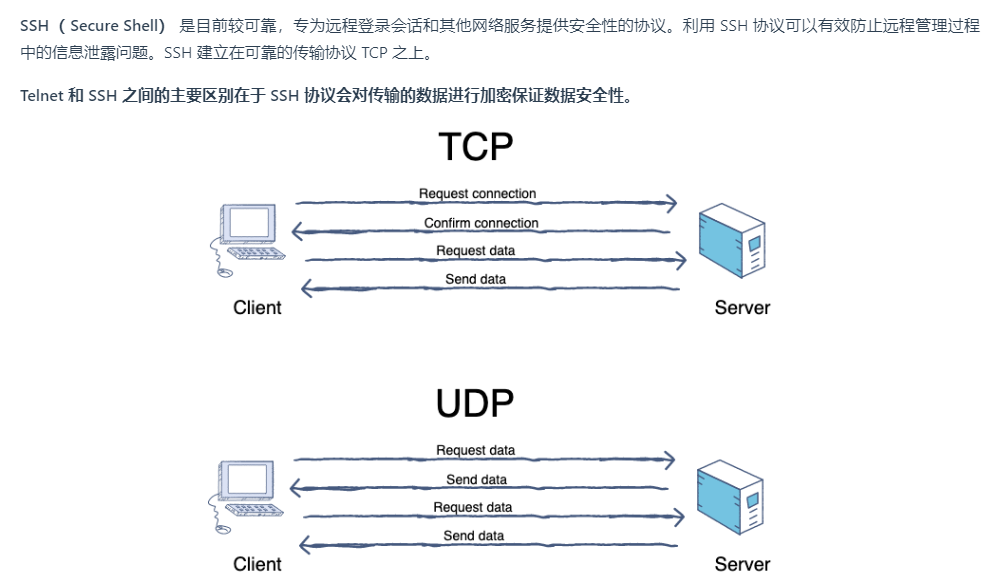 SSH（ Secure Shell） 是目前较可靠，专为远程登录会话和其他网络服务提供安全性的协议。利用 SSH 协议可以有效防止远程管理过程
中的信息泄露问题。SSH 建立在可靠的传输协议 TCP 之上。
Telnet 和 SSH 之间的主要区别在于 SSH 协议会对传输的数据进行加密保证数据安全性。
TCP
Request connection
Confirm connection
Request data
Send data
Client
Server
UDP
Request data
Send data
Request data
Send data
Client
Server